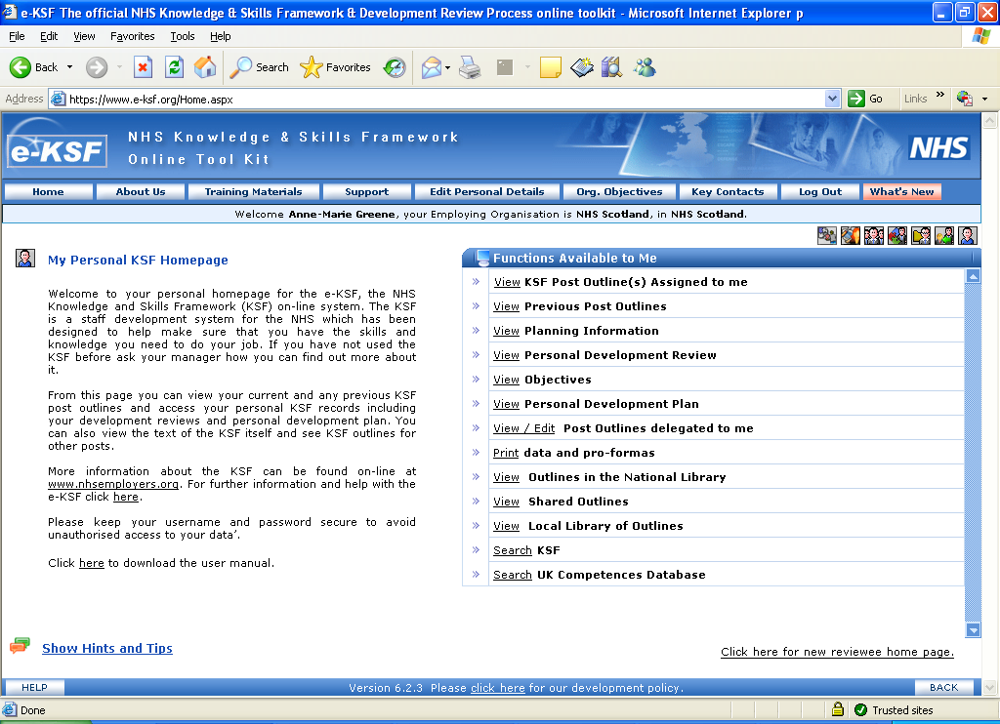 e-KSF The official NHS Knowledge & Skills Framework & Development Review Process online toolkit - Microsoft Internet Explorer p
File Edit View Favorites Tools Help
Back Search Favorites
Address https://www.e-ksf.org/Home.aspx Go Links »
e-KSF
NHS Knowledge & Skills Framework
Online Tool Kit
NHS
Home About Us Training Materials Support Edit Personal Details Org. Objectives Key Contacts Log Out What's New
Welcome Anne-Marie Greene, your Employing Organisation is NHS Scotland, in NHS Scotland.
My Personal KSF Homepage
Welcome to your personal homepage for the e-KSF, the NHS
Knowledge and Skills Framework (KSF) on-line system. The KSF
is a staff development system for the NHS which has been
designed to help make sure that you have the skills and
knowledge you need to do your job. If you have not used the
KSF before ask your manager how you can find out more about
it.
From this page you can view your current and any previous KSF
post outlines and access your personal KSF records including
your development reviews and personal development plan. You
can also view the text of the KSF itself and see KSF outlines for
other posts.
More information about the KSF can be found on-line at
www.nhsemployers.org. For further information and help with the
e-KSF click here.
Please keep your username and password secure to avoid
unauthorised access to your data'.
Click here to download the user manual.
Show Hints and Tips
Functions Available to Me
» View KSF Post Outline(s) Assigned to me
» View Previous Post Outlines
» View Planning Information
» View Personal Development Review
» View Objectives
» View Personal Development Plan
» View / Edit Post Outlines delegated to me
» Print data and pro-formas
» View Outlines in the National Library
» View Shared Outlines
» View Local Library of Outlines
» Search KSF
» Search UK Competences Database
Click here for new reviewee home page.
HELP Version 6.2.3 Please click here for our development policy. BACK
Done Trusted sites